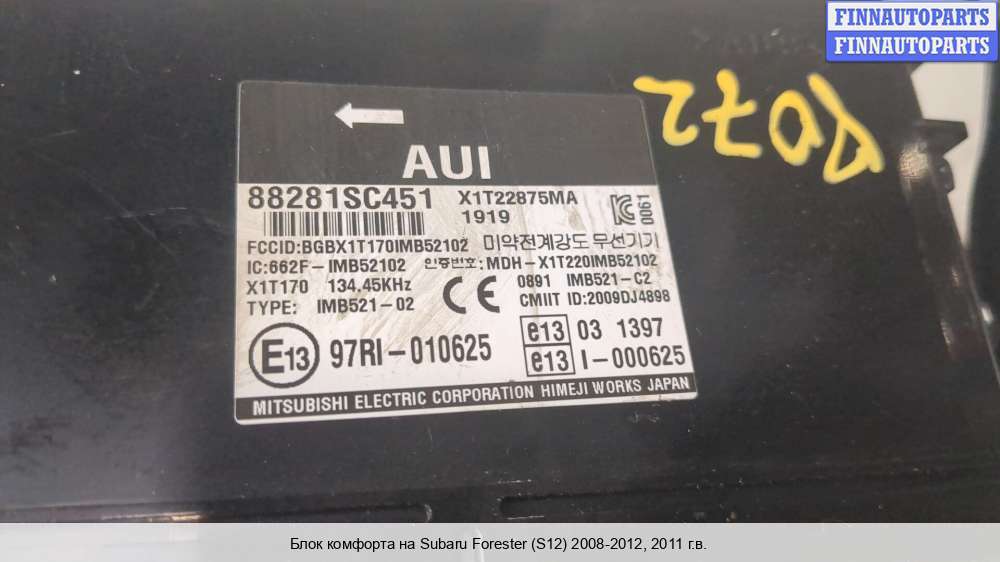 FINNAUTOPARTS
FINNAUTOPARTS
AUI
88281SC451 X1T22875MA
1919
0061
FCCID:BGBX1T170IMB52102 미약전계강도 무선기기
IC:662F-IMB52102 인증번호:MDH-X1T220IMB52102
X1T170 134.45KHz CE 0891 IMB521-C2
TYPE: IMB521-02 CMIIT ID:2009DJ4898
E13 97RI-010625 e13 03 1397
e13 I-000625
MITSUBISHI ELECTRIC CORPORATION HIMEJI WORKS JAPAN
Блок комфорта на Subaru Forester (S12) 2008-2012, 2011 г.в.